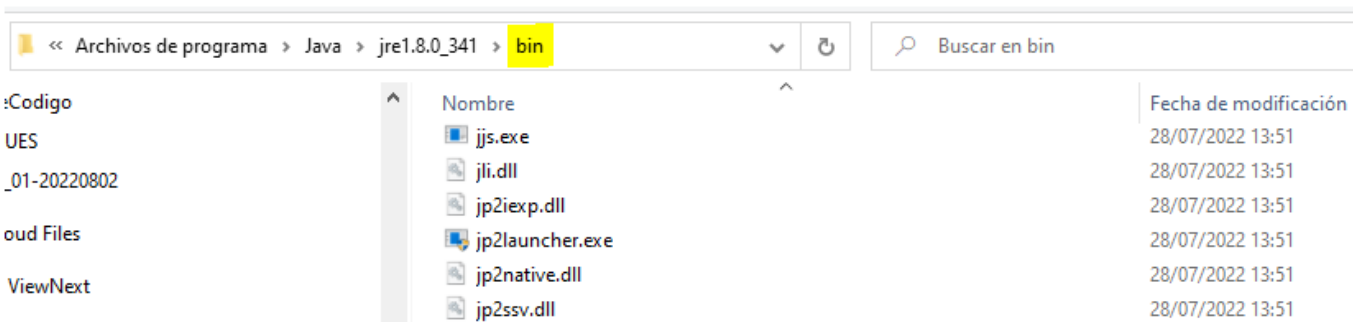 « Archivos de programa > Java > jre1.8.0_341 > bin
Buscar en bin
:Codigo
UES
_01-20220802
oud Files
ViewNext
Nombre
Fecha de modificación
jjs.exe
28/07/2022 13:51
jli.dll
28/07/2022 13:51
jp2iexp.dll
28/07/2022 13:51
jp2launcher.exe
28/07/2022 13:51
jp2native.dll
28/07/2022 13:51
jp2ssv.dll
28/07/2022 13:51